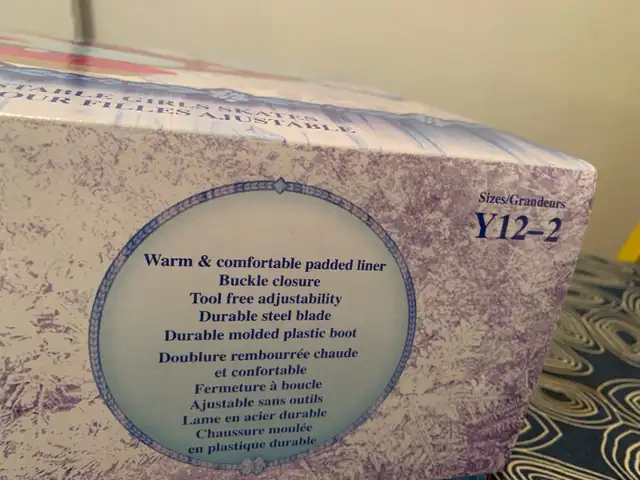 TABLE GIRLS SKATES
OUR FILLES AJUSTABLE
Sizes/Grandeurs
Y12–2
Warm & comfortable padded liner
Buckle closure
Tool free adjustability
Durable steel blade
Durable molded plastic boot
Doublure rembourrée chaude
et confortable
Fermeture à boucle
Ajustable sans outils
Lame en acier durable
Chaussure moulée
en plastique durable